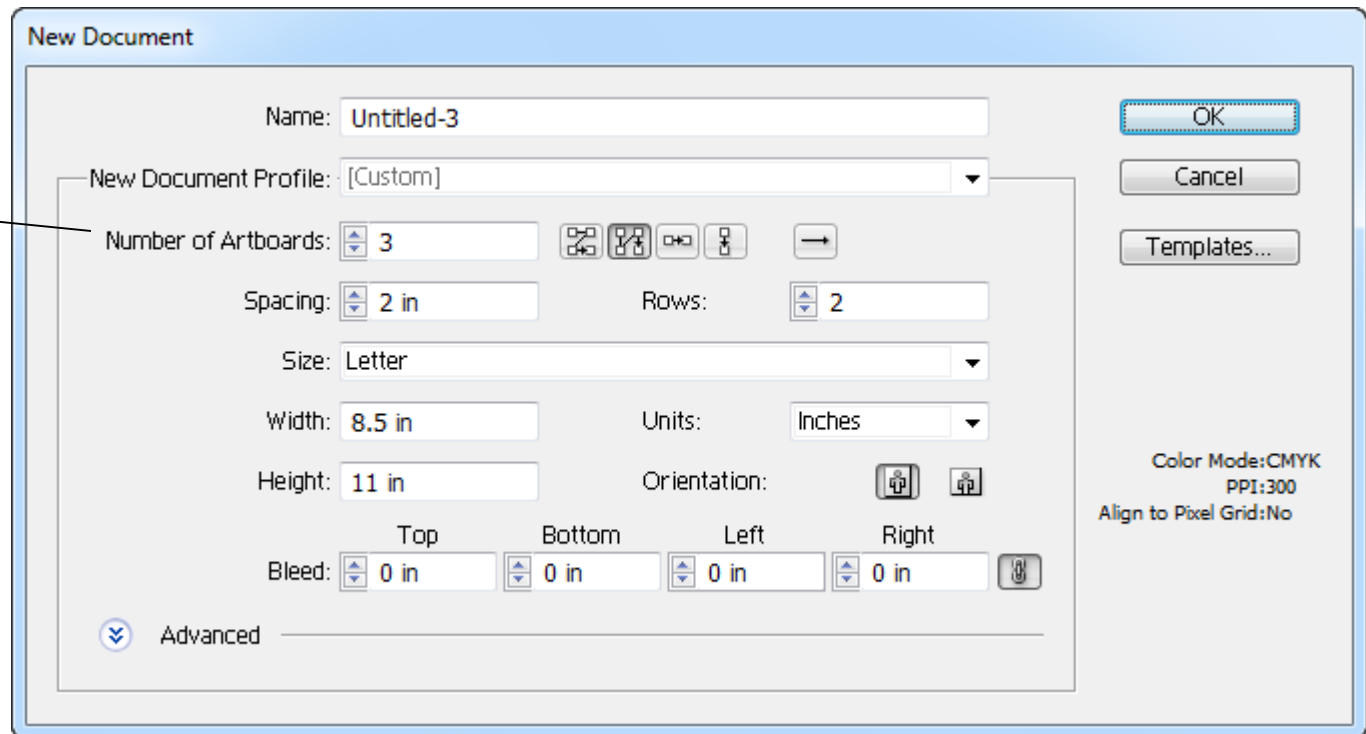 New Document
Name: Untitled-3
OK
New Document Profile: [Custom]
Cancel
Number of Artboards: 3
Templates...
Spacing: 2 in Rows: 2
Size: Letter
Width: 8.5 in Units: Inches
Height: 11 in Orientation:
Color Mode:CMYK
PPI:300
Align to Pixel Grid:No
Top Bottom Left Right
Bleed: 0 in 0 in 0 in 0 in
Advanced